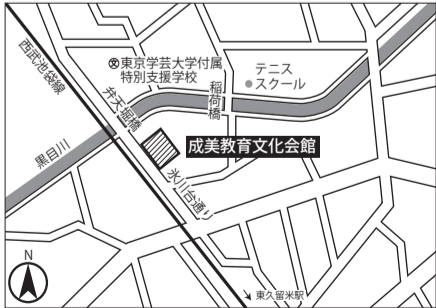 西武池袋線
東京学芸大学付属
特別支援学校
弁天堀橋
稲荷橋
テニス
スクール
黒目川
成美教育文化会館
氷川台通り
N
東久留米駅